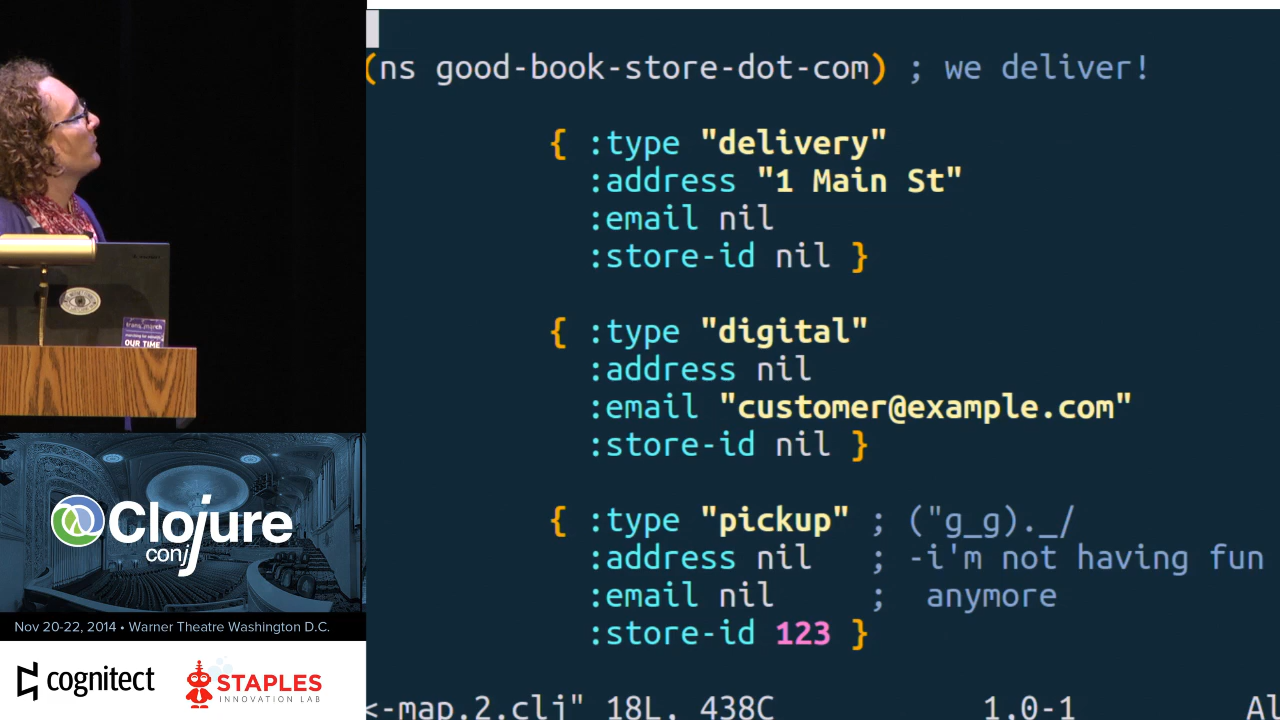 (ns good-book-store-dot-com) ; we deliver!
{ :type "delivery"
:address "1 Main St"
:email nil
:store-id nil }
{ :type "digital"
:address nil
:email "customer@example.com"
:store-id nil }
{ :type "pickup" ; ("g_g)._/
:address nil ; -i'm not having fun
:email nil ; anymore
:store-id 123 }
<-map.2.clj" 18L, 438C 1,0-1 Al
OUR TIME
Clojure
conj
Nov 20-22, 2014 • Warner Theatre Washington D.C.
cognitect
STAPLES
INNOVATION LAB